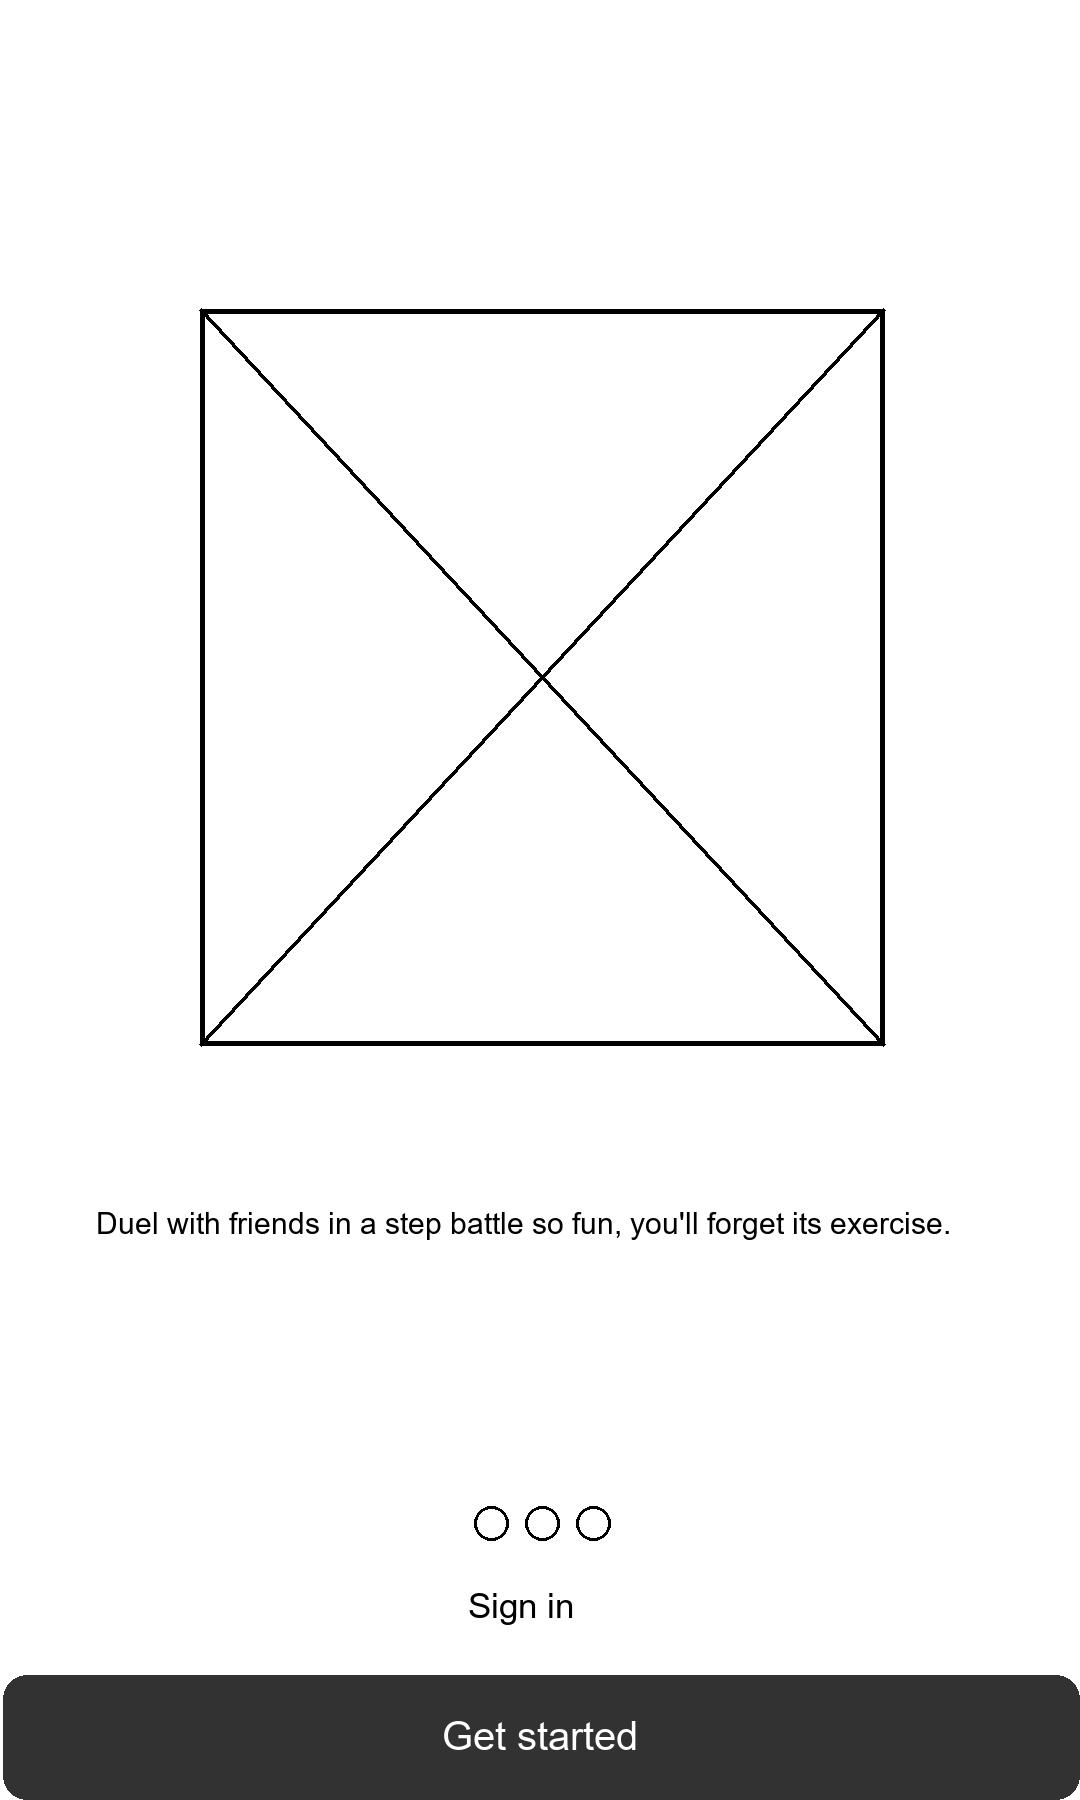 Duel with friends in a step battle so fun, you'll forget its exercise.
Sign in
Get started